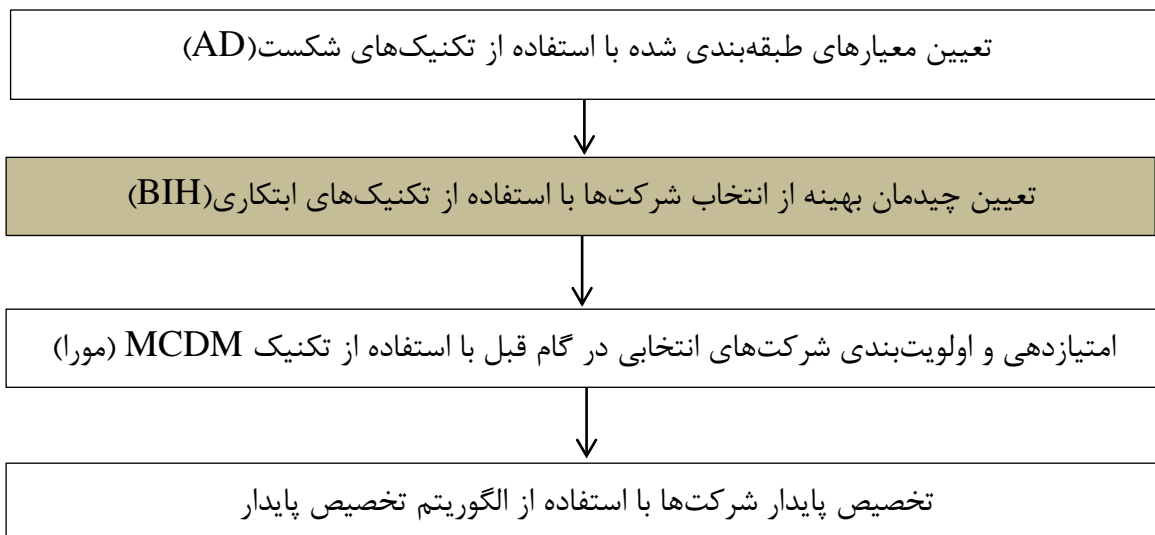 تعیین معیارهای طبقه‌بندی شده با استفاده از تکنیک‌های شکست(AD)
تعیین چیدمان بهینه از انتخاب شرکت‌ها با استفاده از تکنیک‌های ابتکاری(BIH)
امتیازدهی و اولویت‌بندی شرکت‌های انتخابی در گام قبل با استفاده از تکنیک MCDM (مورا)
تخصیص پایدار شرکت‌ها با استفاده از الگوریتم تخصیص پایدار